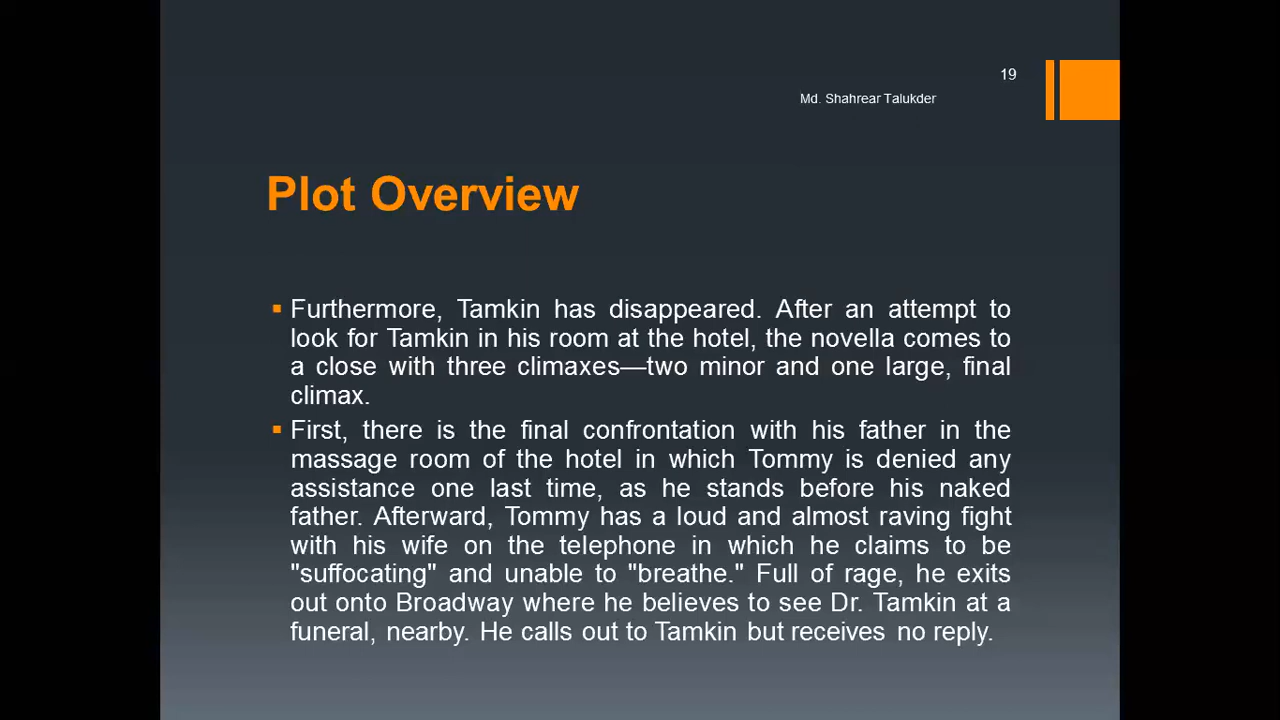 19
Md. Shahrear Talukder
Plot Overview
Furthermore, Tamkin has disappeared. After an attempt to
look for Tamkin in his room at the hotel, the novella comes to
a close with three climaxes—two minor and one large, final
climax.
First, there is the final confrontation with his father in the
massage room of the hotel in which Tommy is denied any
assistance one last time, as he stands before his naked
father. Afterward, Tommy has a loud and almost raving fight
with his wife on the telephone in which he claims to be
"suffocating" and unable to "breathe." Full of rage, he exits
out onto Broadway where he believes to see Dr. Tamkin at a
funeral, nearby. He calls out to Tamkin but receives no reply.